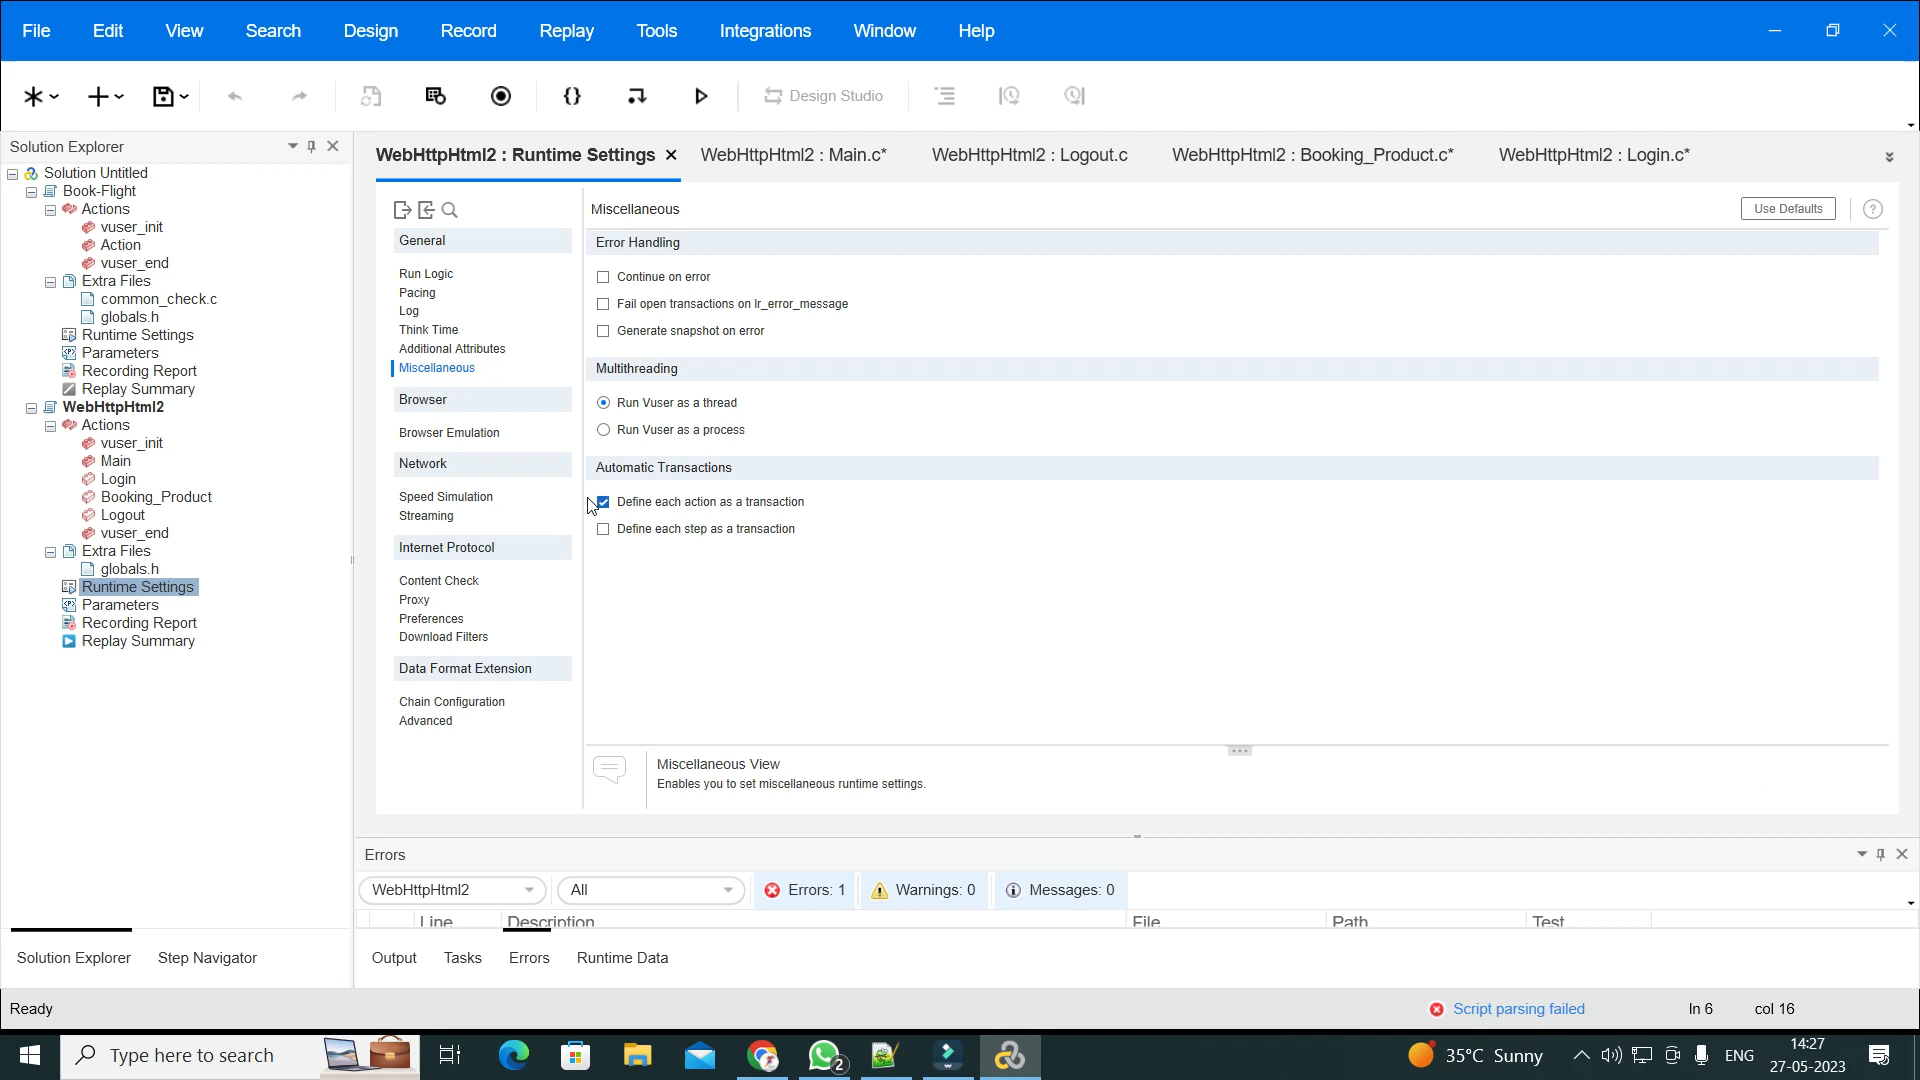 File Edit View Search Design Record Replay Tools Integrations Window Help
Design Studio
Solution Explorer
Solution Untitled
Book-Flight
Actions
vuser_init
Action
vuser_end
Extra Files
common_check.c
globals.h
Runtime Settings
Parameters
Recording Report
Replay Summary
WebHttpHtml2
Actions
vuser_init
Main
Login
Booking_Product
Logout
vuser_end
Extra Files
globals.h
Runtime Settings
Parameters
Recording Report
Replay Summary
Solution Explorer Step Navigator
WebHttpHtml2 : Runtime Settings WebHttpHtml2 : Main.c* WebHttpHtml2 : Logout.c WebHttpHtml2 : Booking_Product.c* WebHttpHtml2 : Login.c*
General
Run Logic
Pacing
Log
Think Time
Additional Attributes
Miscellaneous
Browser
Browser Emulation
Network
Speed Simulation
Streaming
Internet Protocol
Content Check
Proxy
Preferences
Download Filters
Data Format Extension
Chain Configuration
Advanced
Miscellaneous Use Defaults ?
Error Handling
Continue on error
Fail open transactions on lr_error_message
Generate snapshot on error
Multithreading
Run Vuser as a thread
Run Vuser as a process
Automatic Transactions
Define each action as a transaction
Define each step as a transaction
Miscellaneous View
Enables you to set miscellaneous runtime settings.
Errors
WebHttpHtml2 All Errors: 1 Warnings: 0 Messages: 0
Line Description File Path Test
Output Tasks Errors Runtime Data
Ready Script parsing failed ln 6 col 16
Type here to search 2 35°C Sunny ENG 14:27
27-05-2023